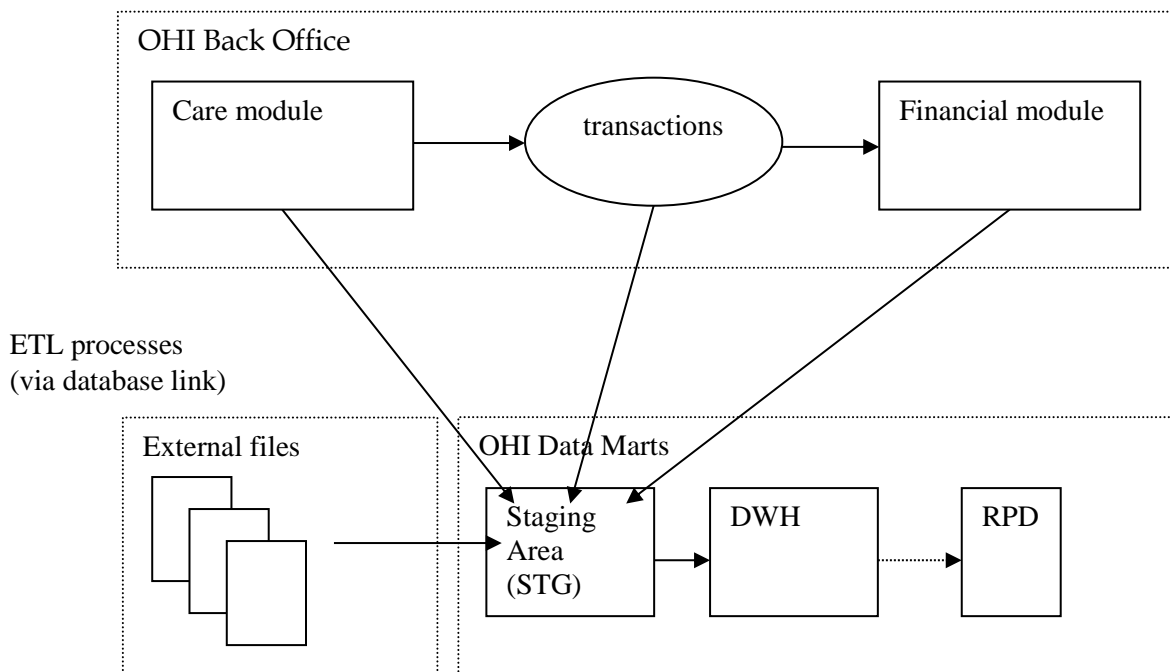 OHI Back Office
Care module
transactions
Financial module
ETL processes
(via database link)
External files
OHI Data Marts
Staging
Area
(STG)
DWH
RPD